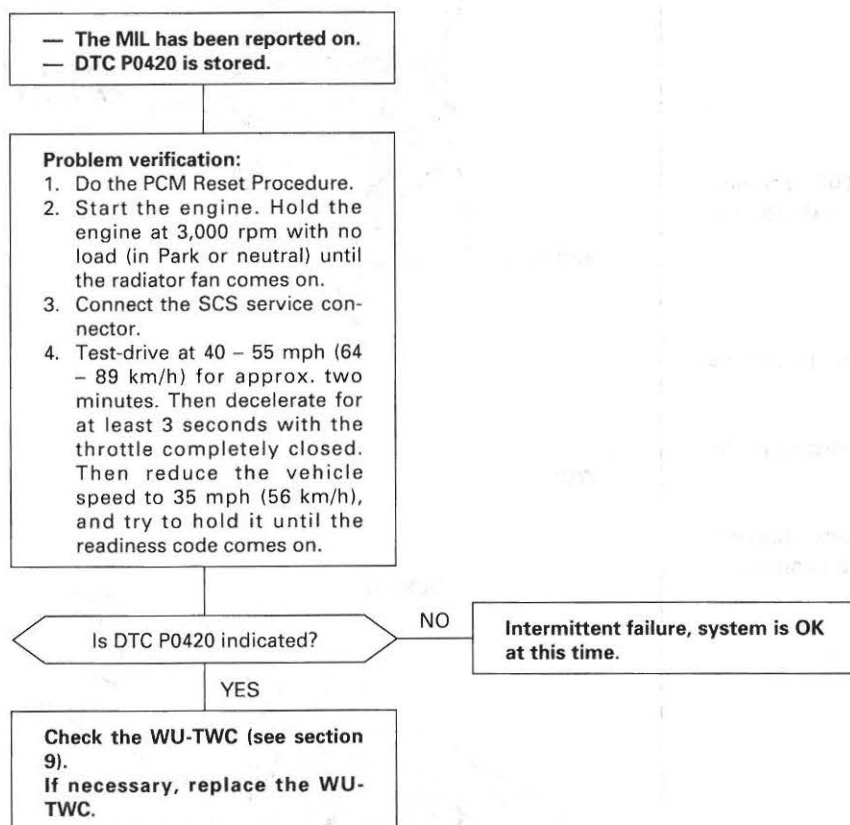 — The MIL has been reported on.
— DTC P0420 is stored.
Problem verification:
1. Do the PCM Reset Procedure.
2. Start the engine. Hold the
engine at 3,000 rpm with no
load (in Park or neutral) until
the radiator fan comes on.
3. Connect the SCS service con-
nector.
4. Test-drive at 40 – 55 mph (64
– 89 km/h) for approx. two
minutes. Then decelerate for
at least 3 seconds with the
throttle completely closed.
Then reduce the vehicle
speed to 35 mph (56 km/h),
and try to hold it until the
readiness code comes on.
Is DTC P0420 indicated?
NO
Intermittent failure, system is OK
at this time.
YES
Check the WU-TWC (see section
9).
If necessary, replace the WU-
TWC.